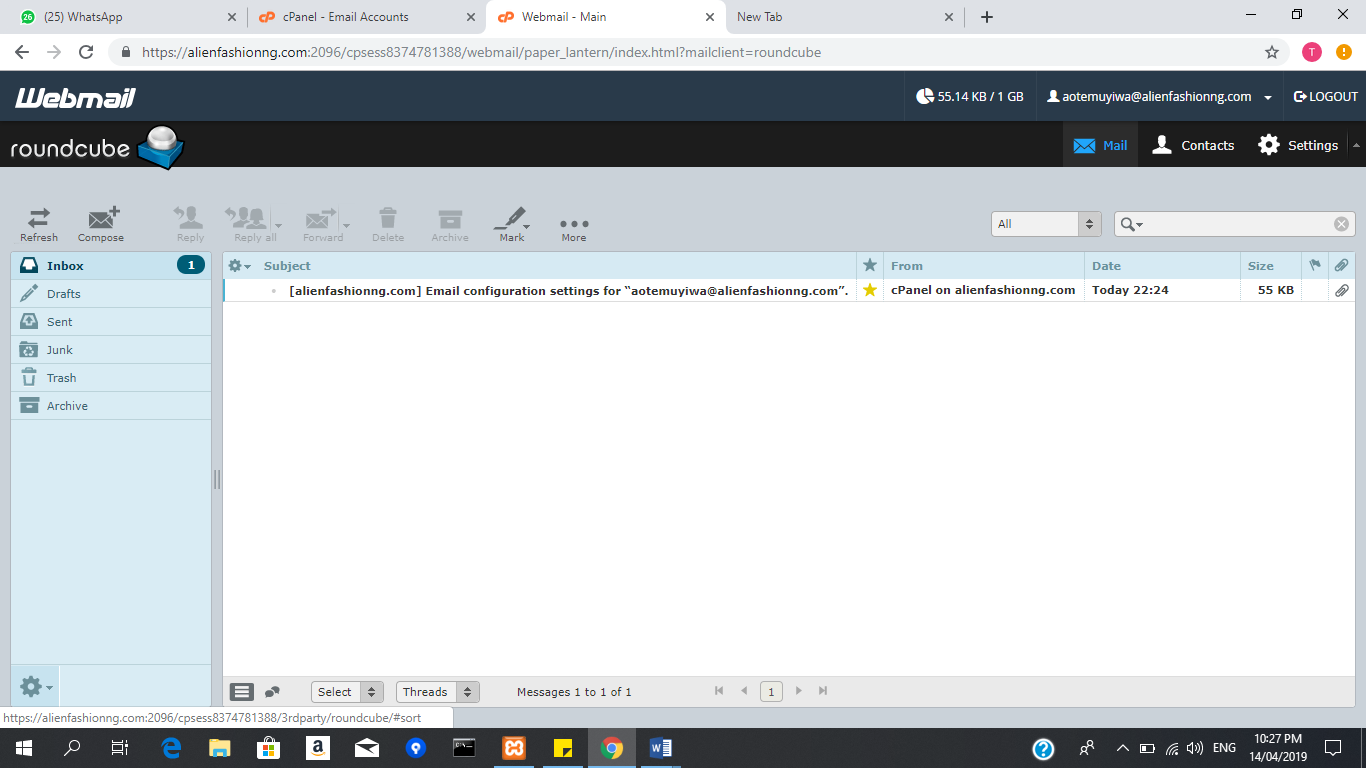 (25) WhatsApp
cPanel - Email Accounts
Webmail - Main
New Tab
https://alienfashionng.com:2096/cpsess8374781388/webmail/paper_lantern/index.html?mailclient=roundcube
T
Webmail
55.14 KB / 1 GB
aotemuyiwa@alienfashionng.com
LOGOUT
roundcube
Mail
Contacts
Settings
Refresh
Compose
Reply
Reply all
Forward
Delete
Archive
Mark
More
All
Inbox
1
Drafts
Sent
Junk
Trash
Archive
Subject
From
Date
Size
[alienfashionng.com] Email configuration settings for “aotemuyiwa@alienfashionng.com”.
cPanel on alienfashionng.com
Today 22:24
55 KB
Select
Threads
Messages 1 to 1 of 1
1
https://alienfashionng.com:2096/cpsess8374781388/3rdparty/roundcube/#sort
ENG
10:27 PM
14/04/2019